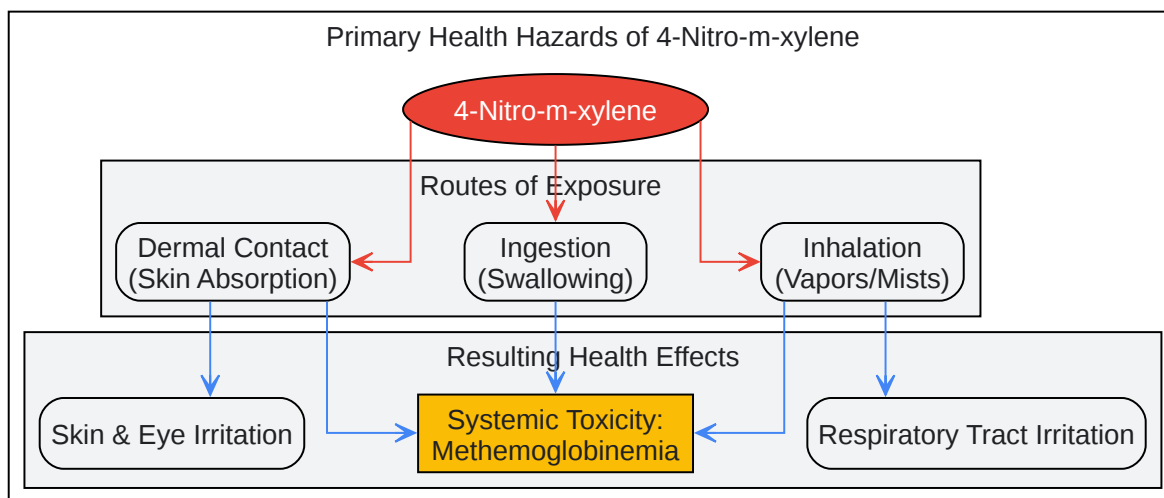 Primary Health Hazards of 4-Nitro-m-xylene
4-Nitro-m-xylene
Routes of Exposure
Dermal Contact
(Skin Absorption)
Ingestion
(Swallowing)
Inhalation
(Vapors/Mists)
Resulting Health Effects
Skin & Eye Irritation
Systemic Toxicity:
Methemoglobinemia
Respiratory Tract Irritation